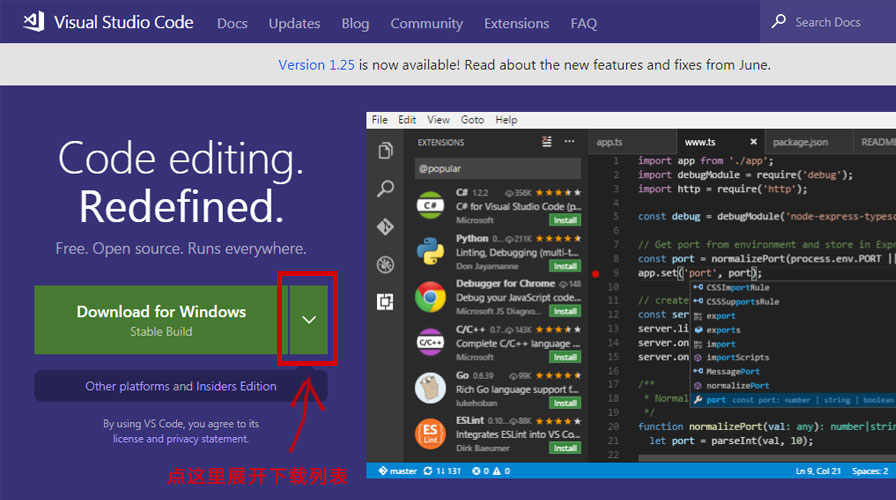 Visual Studio Code Docs Updates Blog Community Extensions FAQ Search Docs
Version 1.25 is now available! Read about the new features and fixes from June.
Code editing.
Redefined.
Free. Open source. Runs everywhere.
Download for Windows
Stable Build
Other platforms and Insiders Edition
By using VS Code, you agree to its
license and privacy statement.
点这里展开下载列表
File Edit View Goto Help
EXTENSIONS
@popular
C# 1.2.2 356K
C# for Visual Studio Code (p...
Microsoft Install
Python 0... 211K
Linting, Debugging (multi-t...
Don Jayamanne Install
Debugger for Chrome 148
Debug your JavaScript code...
Microsoft JS Diagno... Install
C/C++ 0.7... 143K
Complete C/C++ language ...
Microsoft Install
Go 0.6.39 99K
Rich Go language support f...
lukehoban Install
ESLint 0.10... 88K
Integrates ESLint into VS Co...
Dirk Baeumer Install
app.ts www.ts package.json README
1 import app from './app';
2 import debugModule = require('debug');
3 import http = require('http');
4
5 const debug = debugModule('node-express-typesc
6
7 // Get port from environment and store in Expr
8 const port = normalizePort(process.env.PORT ||
9 app.set('port', port);
10
11 // create
12 const ser
13 server.li
14 server.on
15 server.on
16
17 /**
18 * Normal
19 */
20 function normalizePort(val: any): number|strin
21 let port = parseInt(val, 10);
22
CSSImportRule
CSSSupportsRule
export
exports
import
importScripts
MessagePort
normalizePort
port const port: number | string | boolean
master 1↓ 13↑ 0 0 Ln 9, Col 21 Spaces: 2